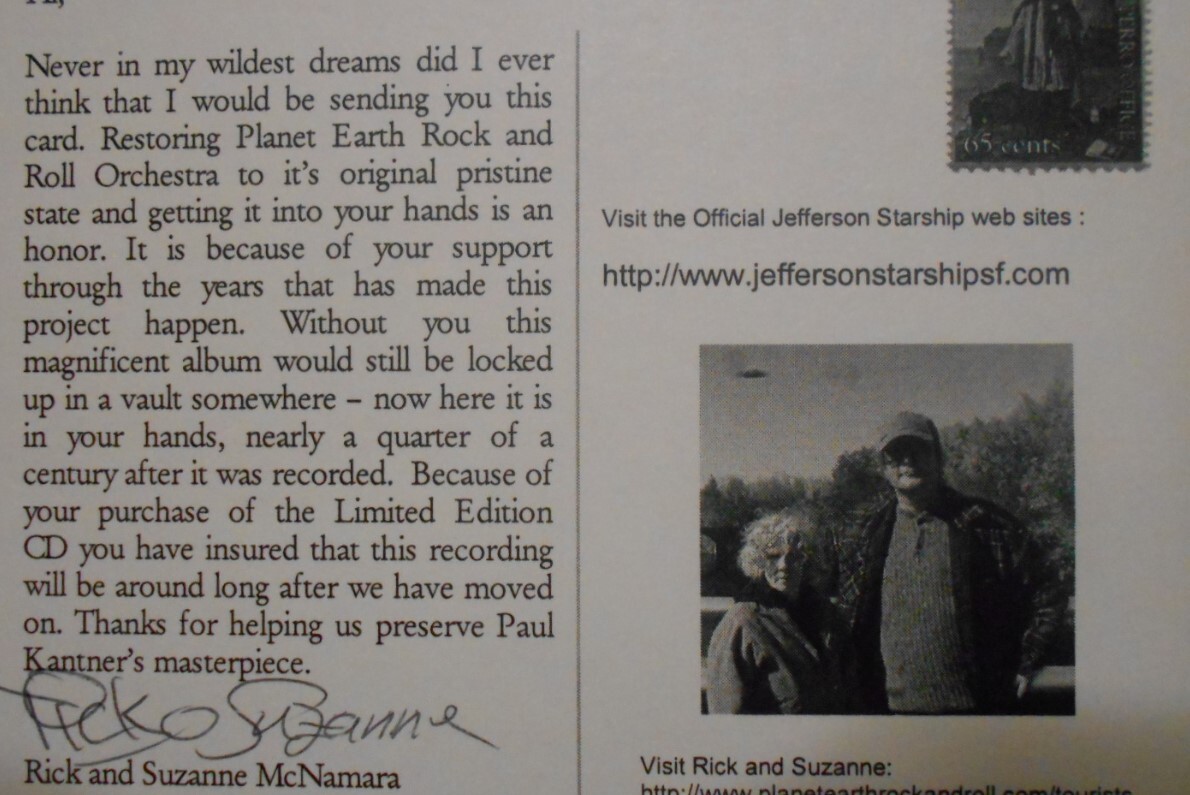 Hi,
Never in my wildest dreams did I ever
think that I would be sending you this
card. Restoring Planet Earth Rock and
Roll Orchestra to it's original pristine
state and getting it into your hands is an
honor. It is because of your support
through the years that has made this
project happen. Without you this
magnificent album would still be locked
up in a vault somewhere – now here it is
in your hands, nearly a quarter of a
century after it was recorded. Because of
your purchase of the Limited Edition
CD you have insured that this recording
will be around long after we have moved
on. Thanks for helping us preserve Paul
Kantner's masterpiece.
Rick & Suzanne
Rick and Suzanne McNamara
65 cents
Visit the Official Jefferson Starship web sites :
http://www.jeffersonstarshipsf.com
Visit Rick and Suzanne:
http://www.planetearthrockandroll.com/tourists